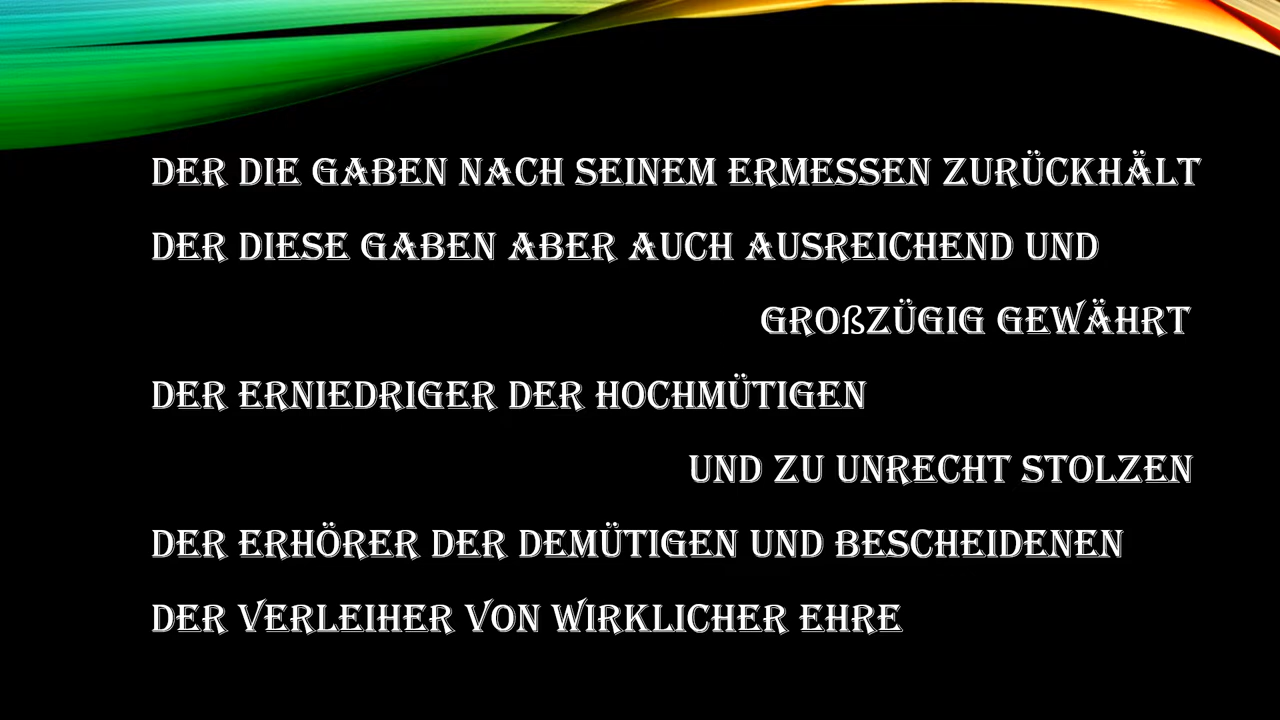 DER DIE GABEN NACH SEINEM ERMESSEN ZURÜCKHÄLT
DER DIESE GABEN ABER AUCH AUSREICHEND UND
GROßZÜGIG GEWÄHRT
DER ERNIEDRIGER DER HOCHMÜTIGEN
UND ZU UNRECHT STOLZEN
DER ERHÖRER DER DEMÜTIGEN UND BESCHEIDENEN
DER VERLEIHER VON WIRKLICHER EHRE